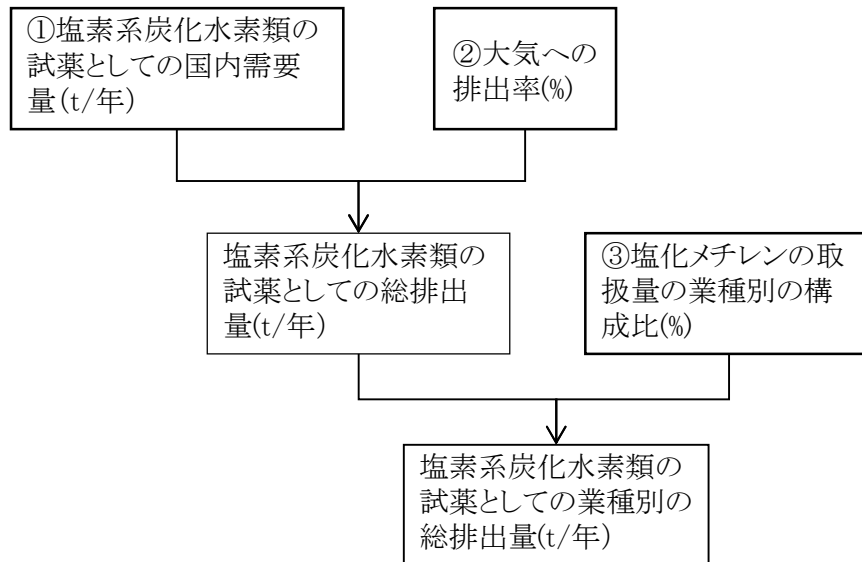 ①塩素系炭化水素類の
試薬としての国内需要
量(t/年)
②大気への
排出率(%)
塩素系炭化水素類の
試薬としての総排出
量(t/年)
③塩化メチレンの取
扱量の業種別の構
成比(%)
塩素系炭化水素類の
試薬としての業種別の
総排出量(t/年)